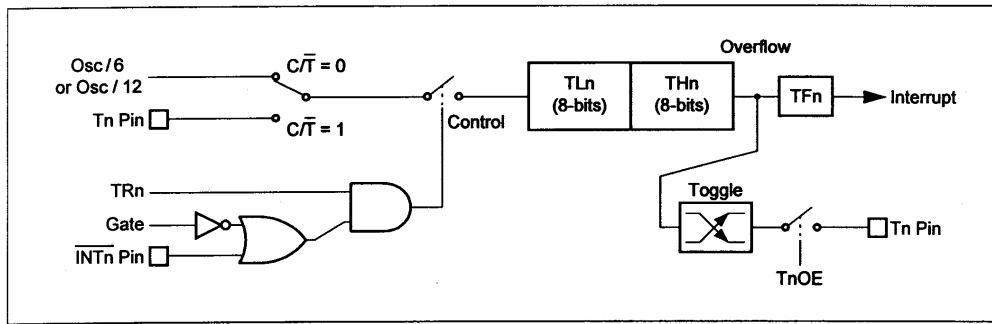 Osc / 6
or Osc / 12
C/T̅ = 0
Tn Pin
C/T̅ = 1
Control
TLn
(8-bits)
THn
(8-bits)
Overflow
TFn
Interrupt
TRn
Gate
I̅N̅T̅n̅ Pin
Toggle
TnOE
Tn Pin